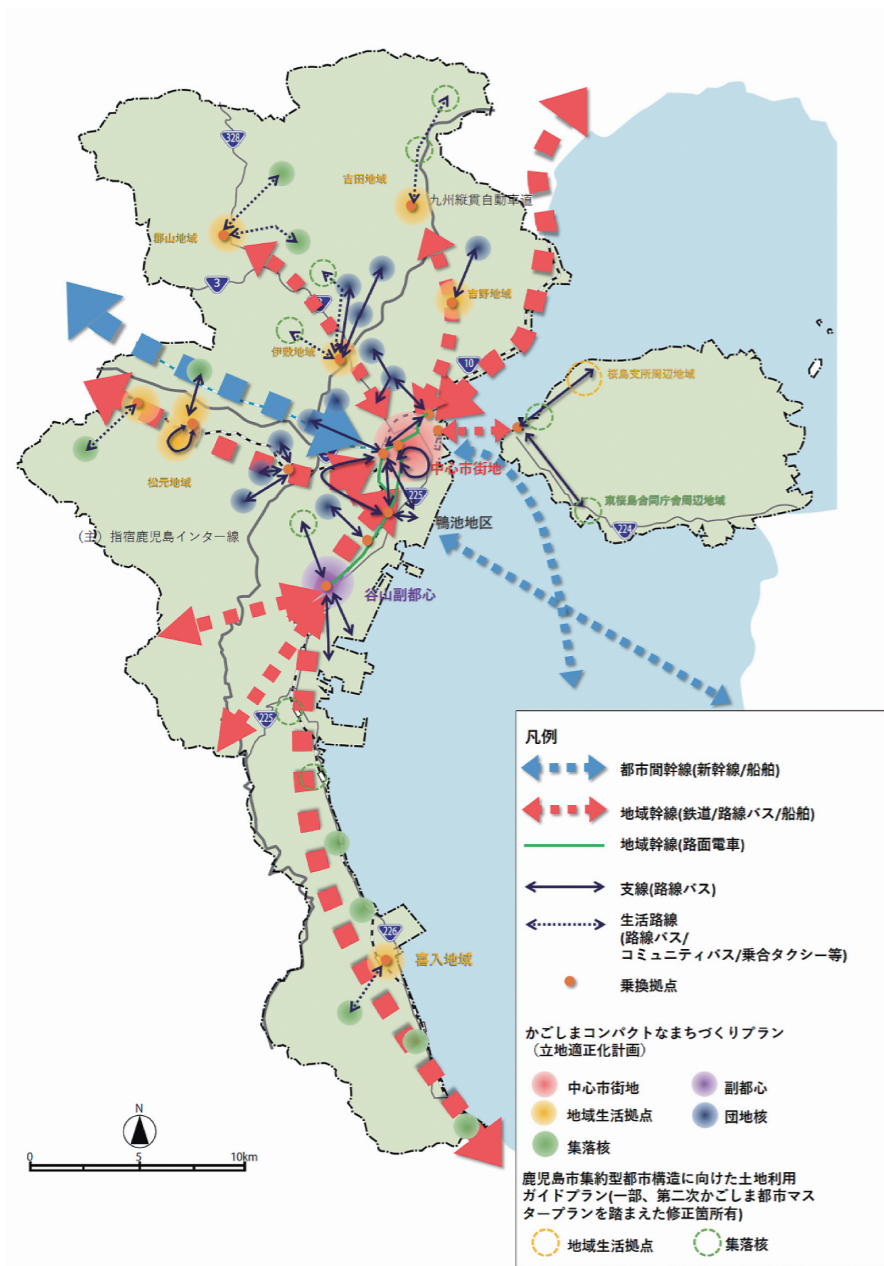 328
吉田地域
九州縦貫自動車道
郡山地域
3
吉野地域
3
伊敷地域
10
桜島支所周辺地域
中心市街地
松元地域
225
東桜島合同庁舎周辺地域
鴨池地区
224
(主)指宿鹿児島インター線
谷山副都心
225
226
喜入地域
N
0
5
10km
凡例
都市間幹線(新幹線/船舶)
地域幹線(鉄道/路線バス/船舶)
地域幹線(路面電車)
支線(路線バス)
生活路線
(路線バス/
コミュニティバス/乗合タクシー等)
乗換拠点
かごしまコンパクトなまちづくりプラン
(立地適正化計画)
中心市街地
副都心
地域生活拠点
団地核
集落核
鹿児島市集約型都市構造に向けた土地利用
ガイドプラン(一部、第二次かごしま都市マス
タープランを踏まえた修正箇所有)
地域生活拠点
集落核